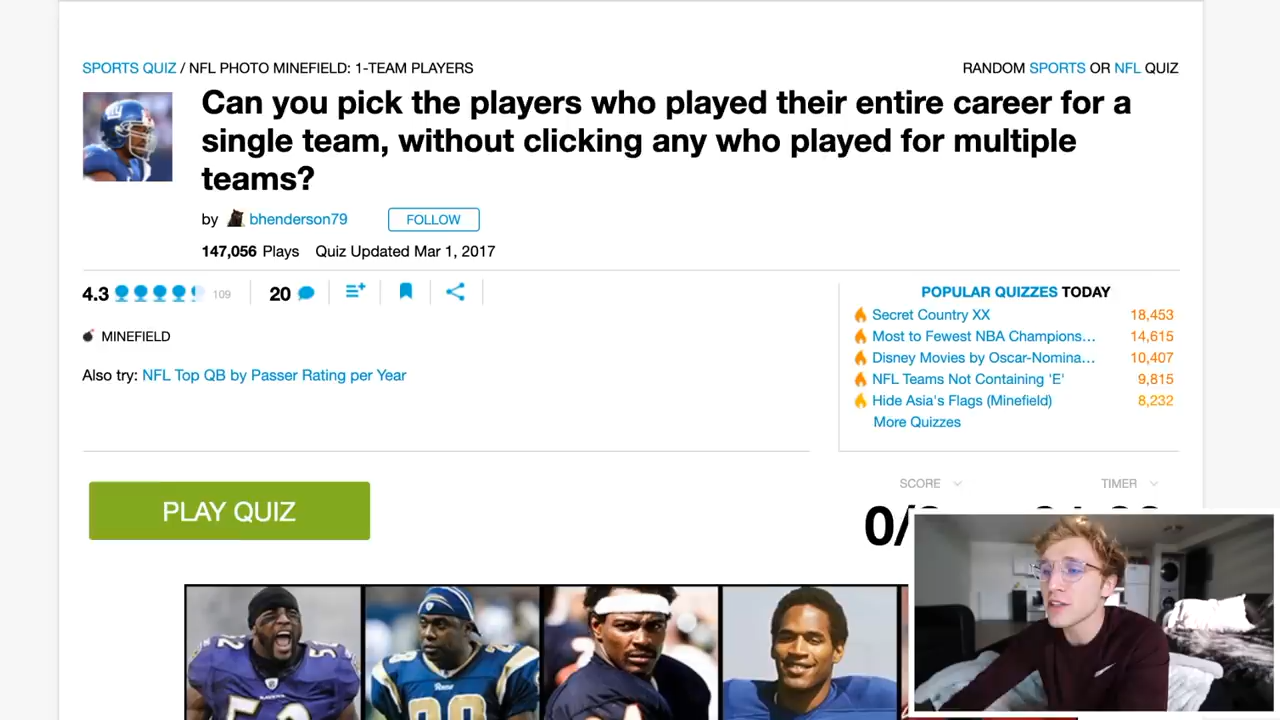 SPORTS QUIZ / NFL PHOTO MINEFIELD: 1-TEAM PLAYERS
RANDOM SPORTS OR NFL QUIZ
Can you pick the players who played their entire career for a
single team, without clicking any who played for multiple
teams?
by bhenderson79 FOLLOW
147,056 Plays Quiz Updated Mar 1, 2017
4.3 109 20
MINEFIELD
Also try: NFL Top QB by Passer Rating per Year
POPULAR QUIZZES TODAY
Secret Country XX 18,453
Most to Fewest NBA Champions... 14,615
Disney Movies by Oscar-Nomina... 10,407
NFL Teams Not Containing 'E' 9,815
Hide Asia's Flags (Minefield) 8,232
More Quizzes
PLAY QUIZ
SCORE TIMER
0/
52
RAVENS
Rams